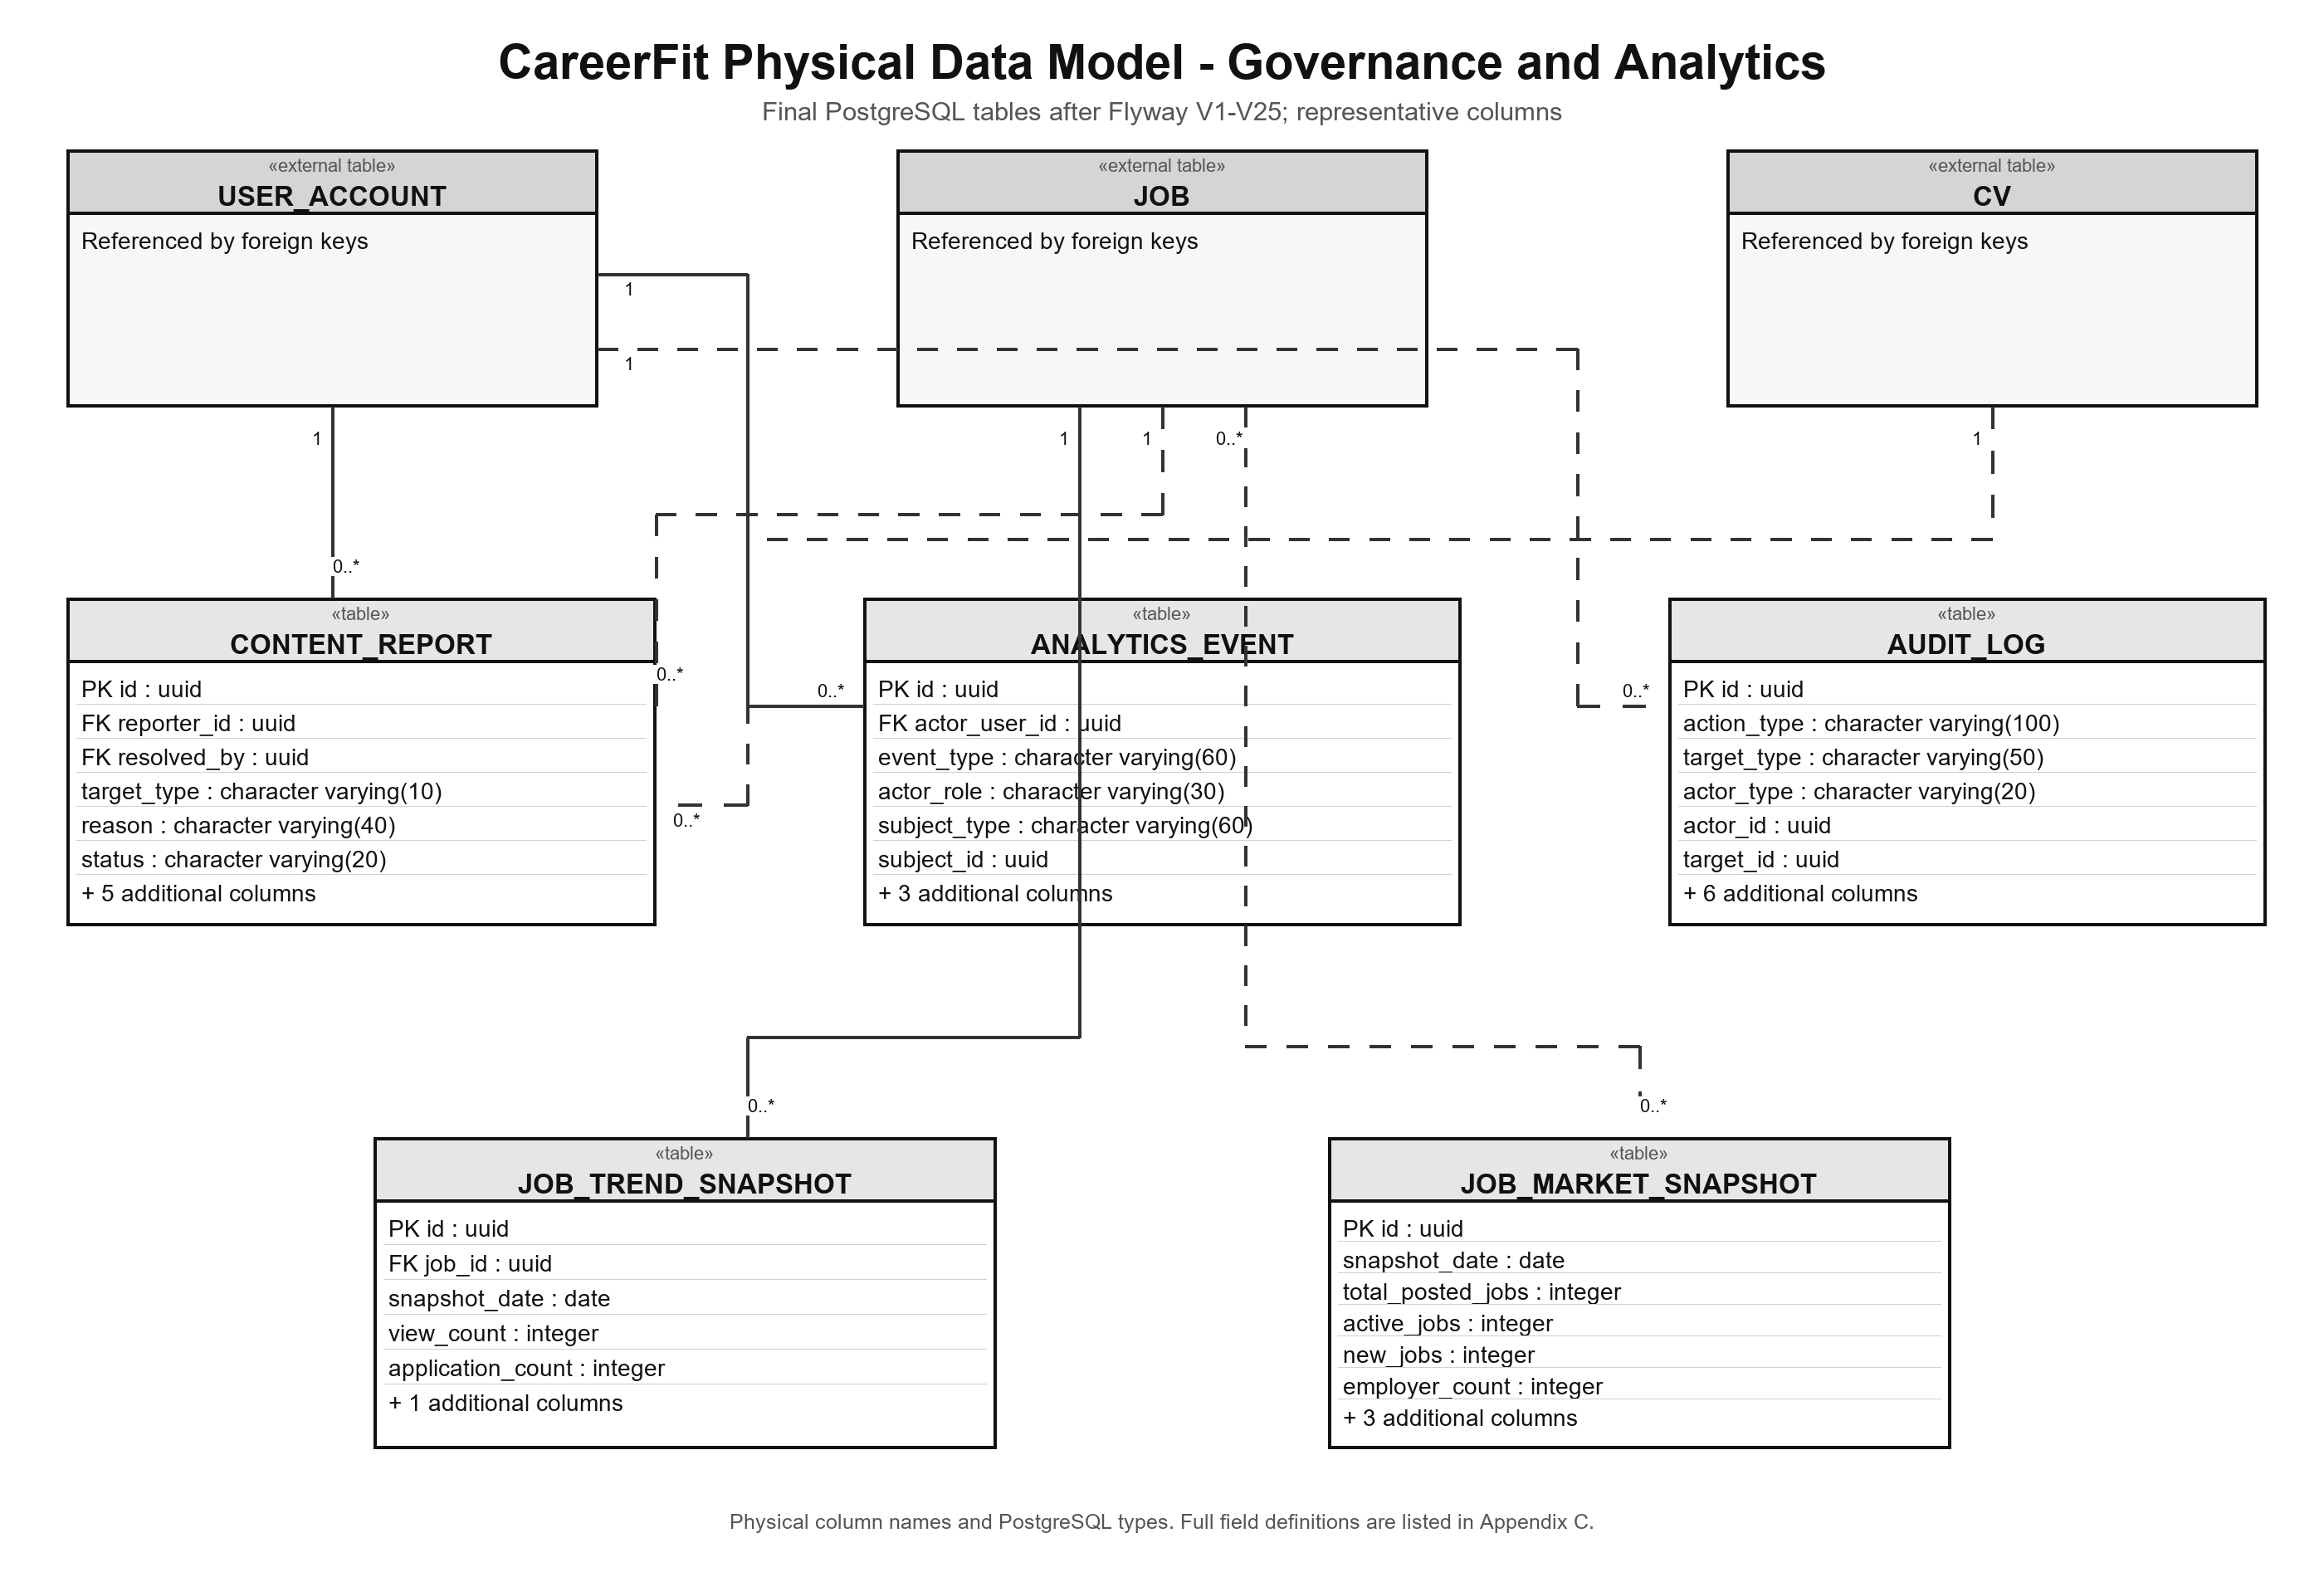 CareerFit Physical Data Model - Governance and Analytics
Final PostgreSQL tables after Flyway V1-V25; representative columns
«external table»
USER_ACCOUNT
Referenced by foreign keys
«external table»
JOB
Referenced by foreign keys
«external table»
CV
Referenced by foreign keys
1
1
1
1
1
0..*
1
0..*
0..*
0..*
0..*
0..*
«table»
CONTENT_REPORT
PK id : uuid
FK reporter_id : uuid
FK resolved_by : uuid
target_type : character varying(10)
reason : character varying(40)
status : character varying(20)
+ 5 additional columns
«table»
ANALYTICS_EVENT
PK id : uuid
FK actor_user_id : uuid
event_type : character varying(60)
actor_role : character varying(30)
subject_type : character varying(60)
subject_id : uuid
+ 3 additional columns
«table»
AUDIT_LOG
PK id : uuid
action_type : character varying(100)
target_type : character varying(50)
actor_type : character varying(20)
actor_id : uuid
target_id : uuid
+ 6 additional columns
0..*
0..*
«table»
JOB_TREND_SNAPSHOT
PK id : uuid
FK job_id : uuid
snapshot_date : date
view_count : integer
application_count : integer
+ 1 additional columns
«table»
JOB_MARKET_SNAPSHOT
PK id : uuid
snapshot_date : date
total_posted_jobs : integer
active_jobs : integer
new_jobs : integer
employer_count : integer
+ 3 additional columns
Physical column names and PostgreSQL types. Full field definitions are listed in Appendix C.